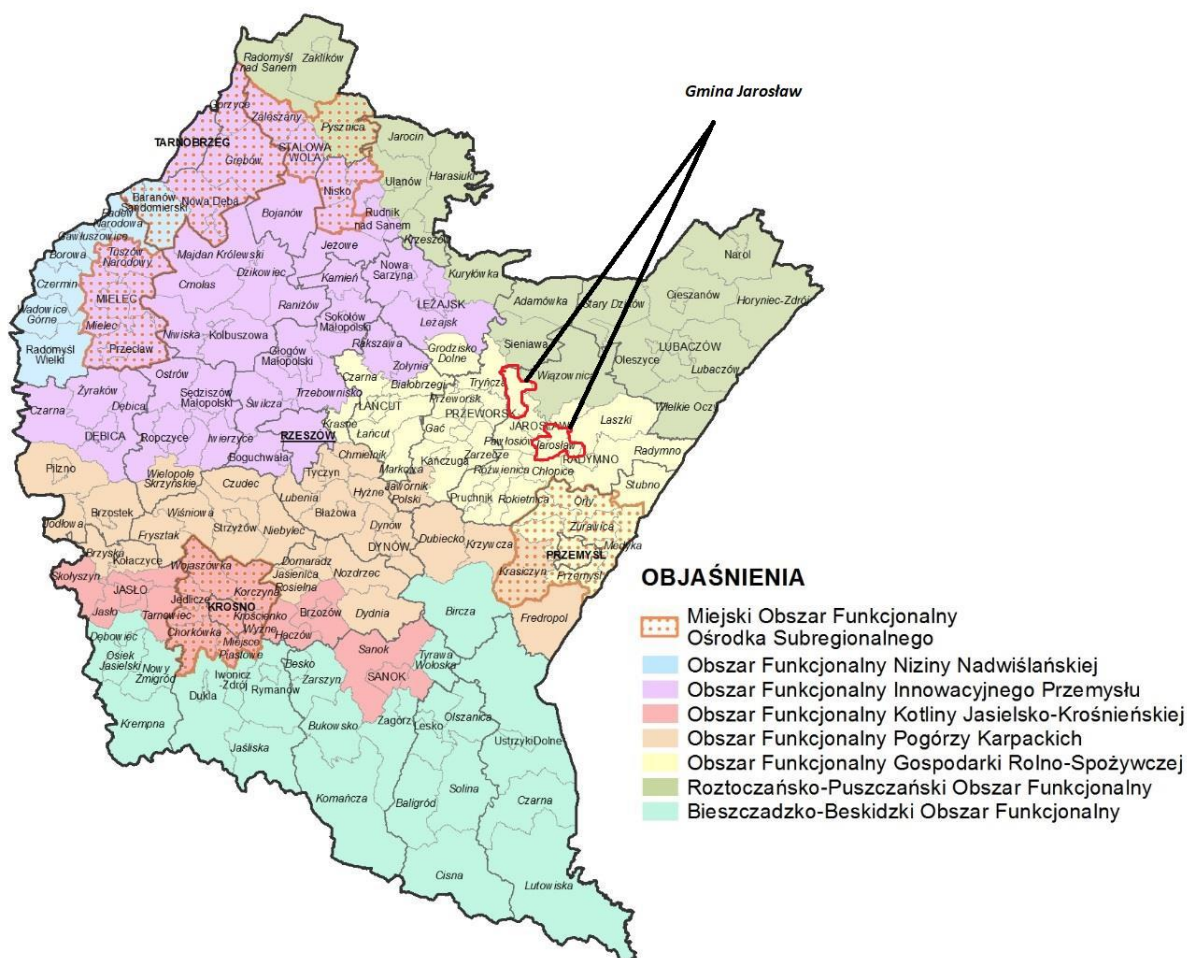 Gmina Jarosław
Radomyśl
nad Sanem
Zaklików
Gorzyce
Zaleszany
Pysznica
TARNOBRZEG
STALOWA
WOLA
Jarocin
Grębów
Harasiuki
Ulanów
Nisko
Baranów
Sandomierski
Nowa Dęba
Bojanów
Rudnik
nad Sanem
Padew
Narodowa
Gawłuszowice
Krzeszów
Borowa
Tuszów
Narodowy
Majdan Królewski
Jeżowe
Narol
Czermin
Cmolas
Dzikowiec
Kamień
Nowa
Sarzyna
Kuryłówka
Cieszanów
Horyniec-Zdrój
MIELEC
Wadowice
Górne
Raniżów
LEŻAJSK
Adamówka
Stary Dzików
Mielec
Niwiska
Kolbuszowa
Sokołów
Małopolski
Leżajsk
Sieniawa
LUBACZÓW
Radomyśl
Wielki
Przecław
Głogów
Małopolski
Rakszawa
Grodzisko
Dolne
Oleszyce
Lubaczów
Ostrów
Żołynia
Wiązownica
Żyraków
Sędziszów
Małopolski
Czarna
Białobrzegi
Tryńcza
Wielkie Oczy
Czarna
Dębica
Świlcza
Trzebownisko
ŁAŃCUT
Przeworsk
PRZEWORSK
JAROSŁAW
Laszki
DĘBICA
Ropczyce
Iwierzyce
RZESZÓW
Krasne
Łańcut
Gać
Pawłosiów
Jarosław
RADYMNO
Radymno
Boguchwała
Chmielnik
Markowa
Kańczuga
Zarzecze
Roźwienica
Chłopice
Pilzno
Wielopole
Skrzyńskie
Czudec
Tyczyn
Jawornik
Polski
Pruchnik
Rokietnica
Stubno
Lubenia
Hyżne
Orły
Brzostek
Wiśniowa
Strzyżów
Błażowa
Żurawica
Jodłowa
Frysztak
Niebylec
Dynów
DYNÓW
Dubiecko
Krzywcza
Medyka
PRZEMYŚL
Brzyska
Kołaczyce
Wojaszówka
Domaradz
Jasienica
Rosielna
Nozdrzec
Krasiczyn
Przemyśl
Skołyszyn
JASŁO
Jedlicze
Korczyna
Brzozów
Jasło
Tarnowiec
KROSNO
Krościenko
Wyżne
Dydnia
Bircza
Fredropol
Chorkówka
Miejsce
Piastowe
Haczów
Dębowiec
Osiek
Jasielski
Nowy
Żmigród
Besko
Sanok
Tyrawa
Wołoska
Iwonicz
Zdrój
Zarszyn
SANOK
Dukla
Rymanów
Krempna
Bukowsko
Zagórz
Lesko
Olszanica
Jaśliska
Ustrzyki Dolne
Komańcza
Solina
Baligród
Czarna
Cisna
Lutowiska
OBJAŚNIENIA
Miejski Obszar Funkcjonalny
Ośrodka Subregionalnego
Obszar Funkcjonalny Niziny Nadwiślańskiej
Obszar Funkcjonalny Innowacyjnego Przemysłu
Obszar Funkcjonalny Kotliny Jasielsko-Krośnieńskiej
Obszar Funkcjonalny Pogórzy Karpackich
Obszar Funkcjonalny Gospodarki Rolno-Spożywczej
Roztoczańsko-Puszczański Obszar Funkcjonalny
Bieszczadzko-Beskidzki Obszar Funkcjonalny